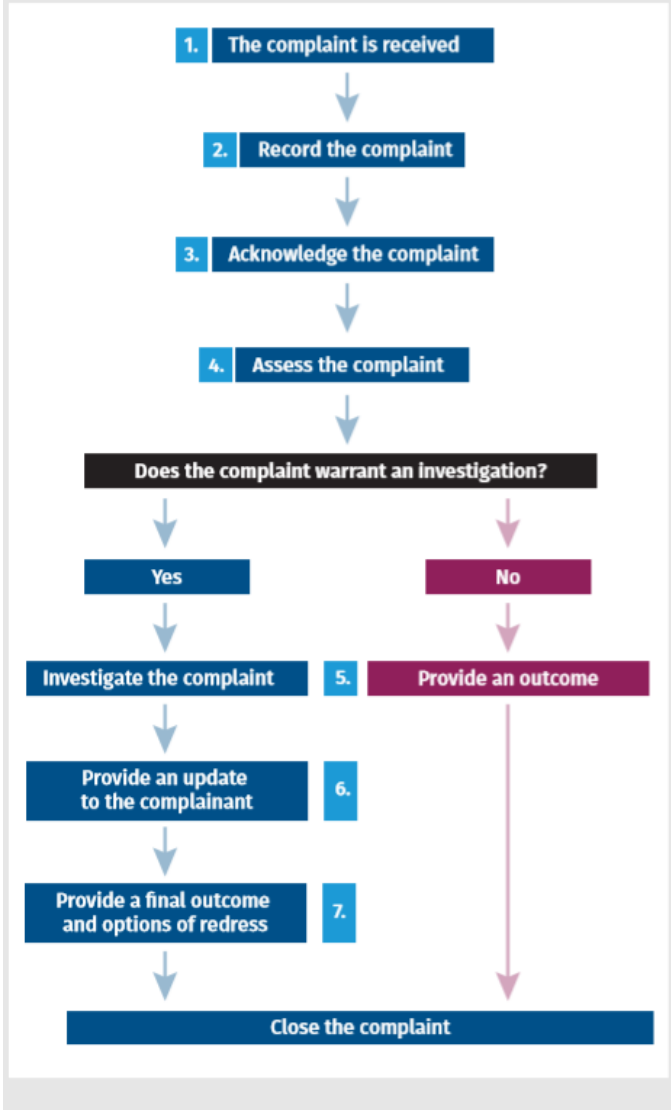 1. The complaint is received
2. Record the complaint
3. Acknowledge the complaint
4. Assess the complaint
Does the complaint warrant an investigation?
Yes
No
Investigate the complaint
5.
Provide an outcome
Provide an update
to the complainant
6.
Provide a final outcome
and options of redress
7.
Close the complaint